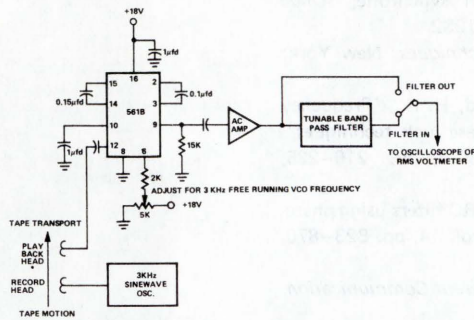 +18V
1μfd
16
15
2
0.15μfd
0.1μfd
14
3
561B
10
9
1μfd
12
15K
8
6
2K
ADJUST FOR 3 KHz FREE RUNNING VCO FREQUENCY
5K
+18V
AC
AMP
TUNABLE BAND
PASS FILTER
FILTER OUT
FILTER IN
TO OSCILLOSCOPE OR
RMS VOLTMETER
TAPE TRANSPORT
PLAY
BACK
HEAD
RECORD
HEAD
3KHz
SINEWAVE
OSC.
TAPE MOTION